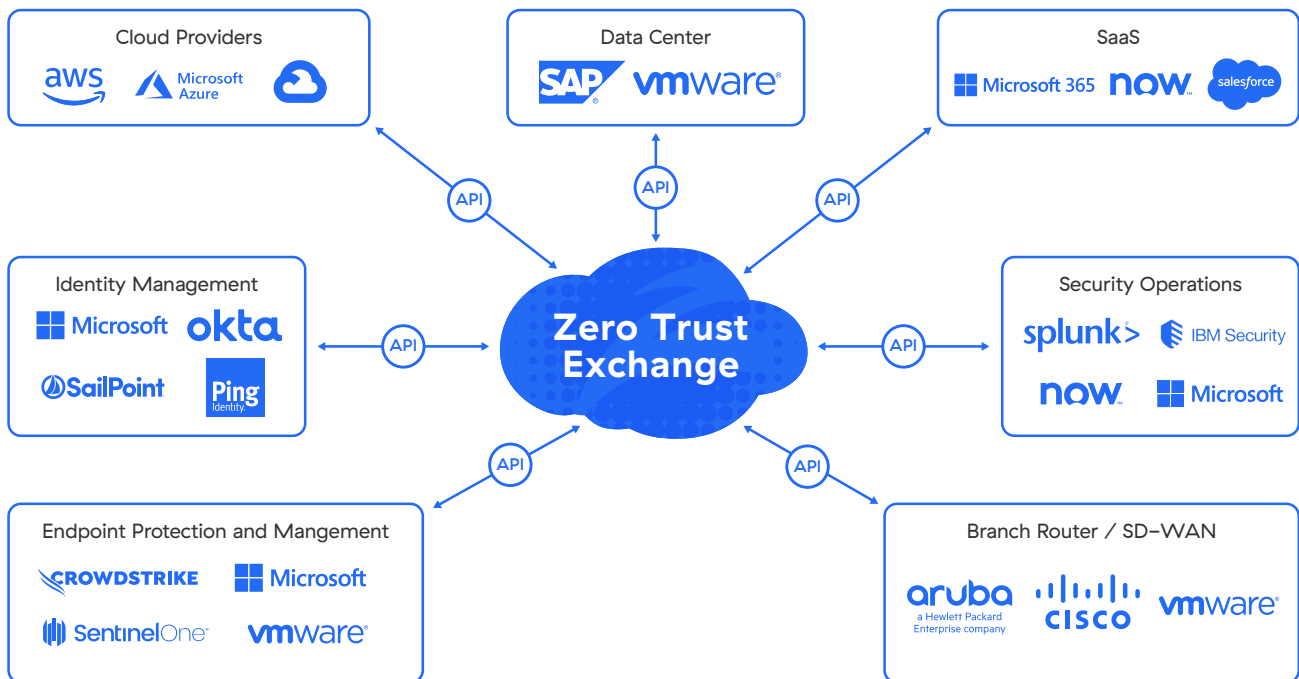 Cloud Providers
aws
Microsoft
Azure
Data Center
SAP®
vmware®
SaaS
Microsoft 365
now™
salesforce
API
API
API
Identity Management
Microsoft
okta
SailPoint
Ping
Identity.
API
Zero Trust
Exchange
API
Security Operations
splunk>
IBM Security
now™
Microsoft
API
API
Endpoint Protection and Mangement
CROWDSTRIKE
Microsoft
SentinelOne®
vmware®
Branch Router / SD-WAN
aruba
a Hewlett Packard
Enterprise company
CISCO
vmware®